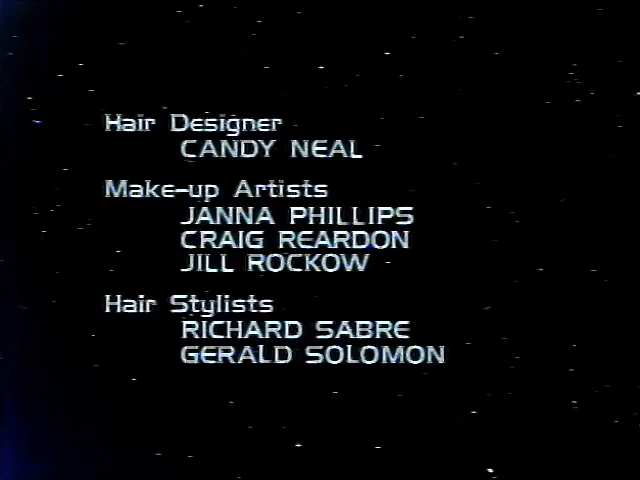 Hair Designer
CANDY NEAL
Make-up Artists
JANNA PHILLIPS
CRAIG REARDON
JILL ROCKOW
Hair Stylists
RICHARD SABRE
GERALD SOLOMON